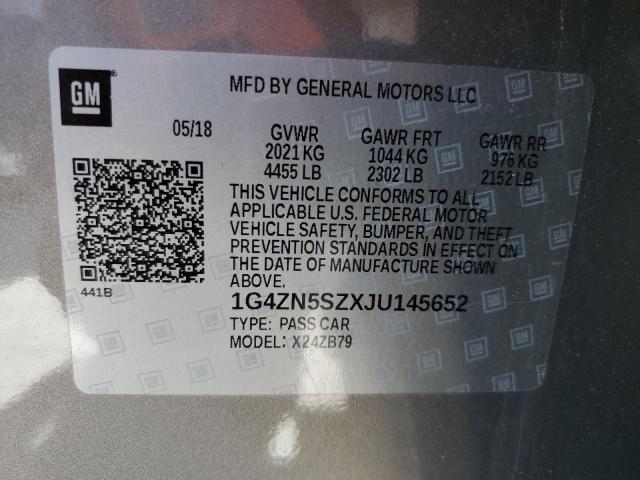 GM
®
MFD BY GENERAL MOTORS LLC
05/18 GVWR GAWR FRT GAWR RR
2021 KG 1044 KG 976 KG
4455 LB 2302 LB 2152 LB
THIS VEHICLE CONFORMS TO ALL
APPLICABLE U.S. FEDERAL MOTOR
VEHICLE SAFETY, BUMPER, AND THEFT
PREVENTION STANDARDS IN EFFECT ON
THE DATE OF MANUFACTURE SHOWN
ABOVE.
441B
1G4ZN5SZXJU145652
TYPE: PASS CAR
MODEL: X24ZB79